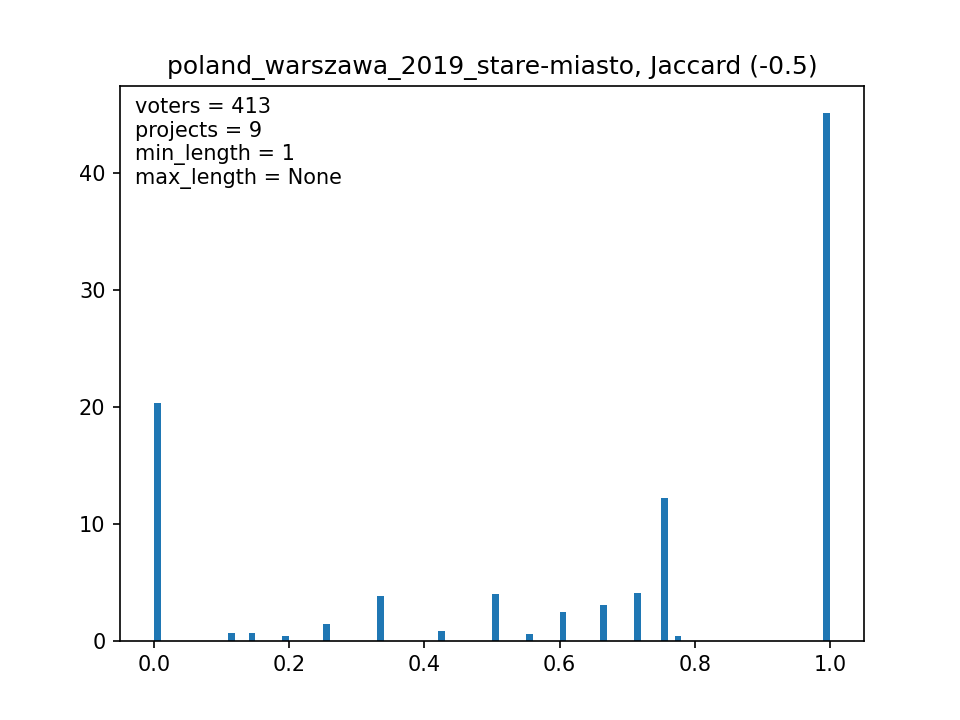 poland_warszawa_2019_stare-miasto, Jaccard (-0.5)
voters = 413
projects = 9
min_length = 1
max_length = None
40
30
20
10
0
0.0 0.2 0.4 0.6 0.8 1.0